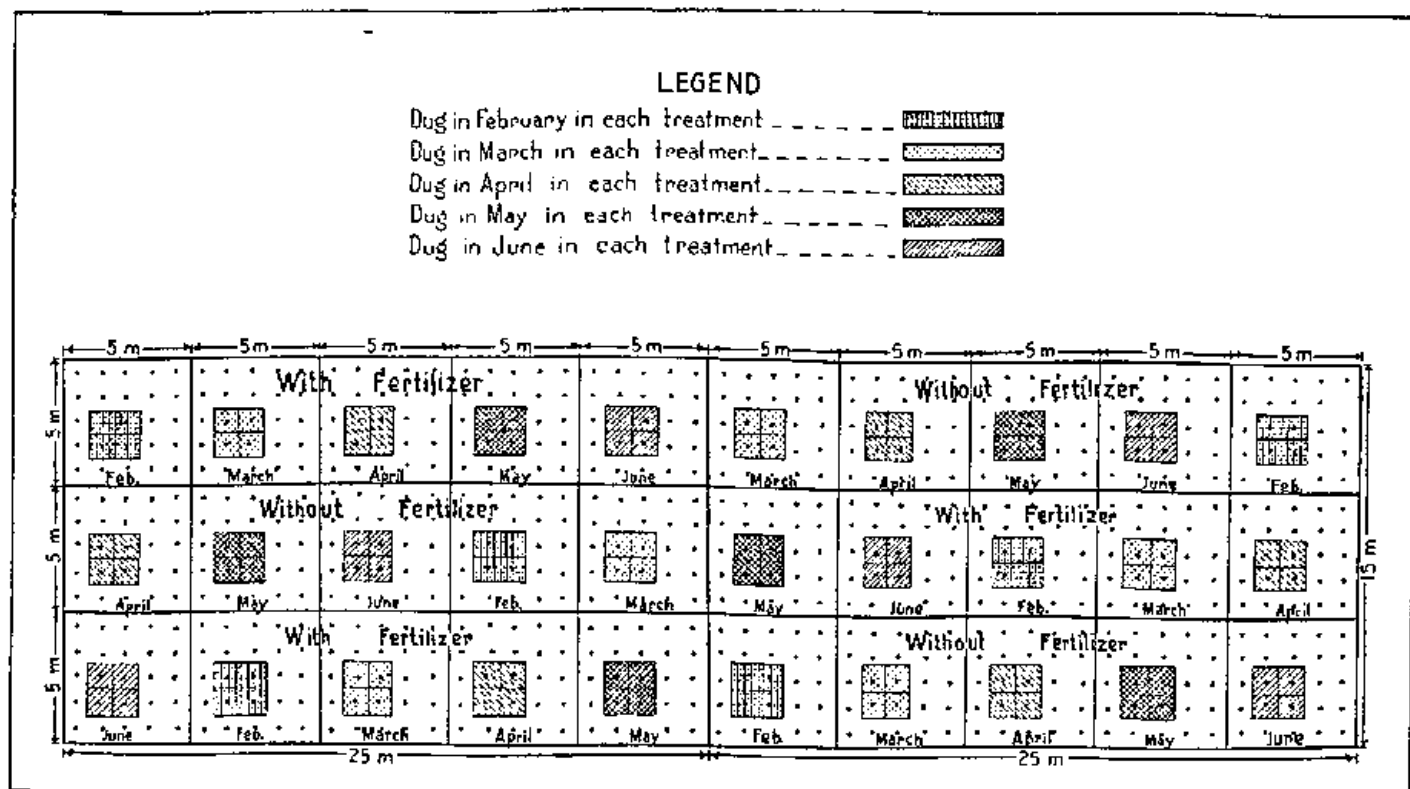 LEGEND
Dug in February in each treatment
Dug in March in each treatment
Dug in April in each treatment
Dug in May in each treatment
Dug in June in each treatment
5 m 5 m 5 m 5 m 5 m 5 m 5 m 5 m 5 m 5 m
With Fertilizer Without Fertilizer
5 m
Feb. March April May June March April May June Feb.
Without Fertilizer With Fertilizer
5 m 15 m
April May June Feb. March May June Feb. March April
With Fertilizer Without Fertilizer
5 m
June Feb. March April May Feb. March April May June
25 m 25 m